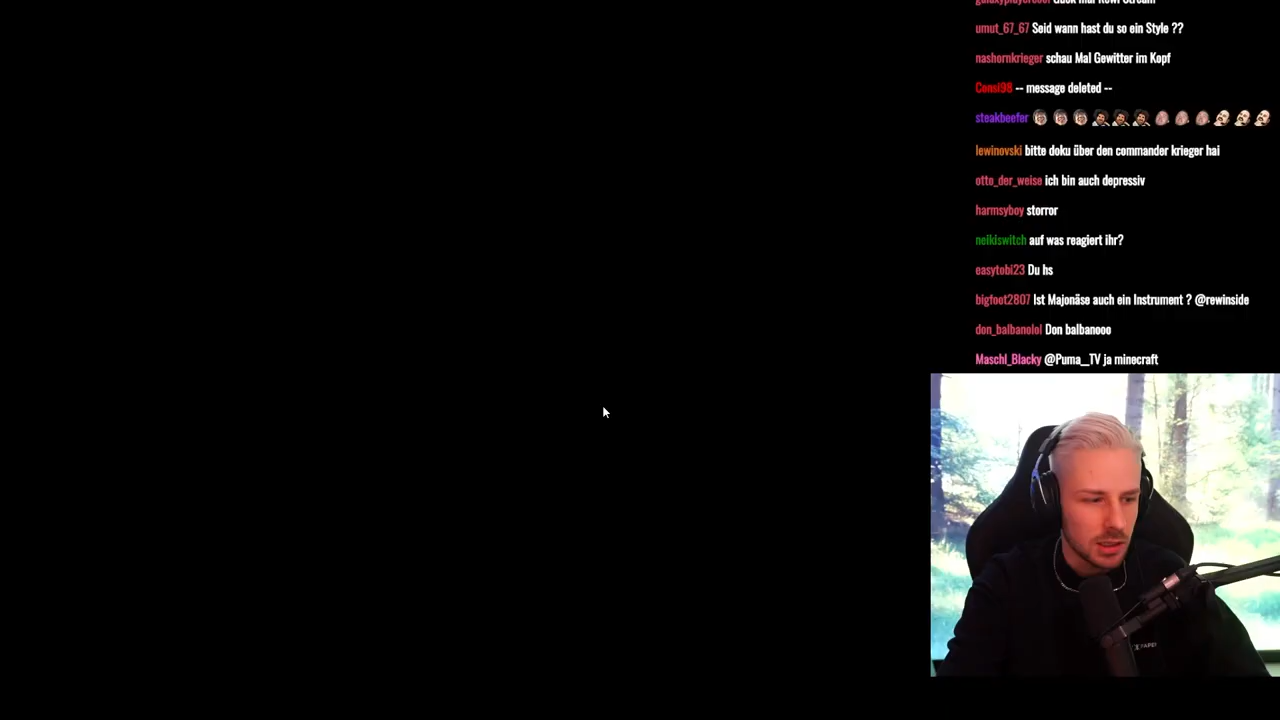 umut_67_67 Seid wann hast du so ein Style ??
nashornkrieger schau Mal Gewitter im Kopf
Consi98 -- message deleted --
steakbeefer
lewinovski bitte doku über den commander krieger hai
otto_der_weise ich bin auch depressiv
harmsyboy storror
neikiswitch auf was reagiert ihr?
easytobi23 Du hs
bigfoot2807 Ist Majonäse auch ein Instrument ? @rewinside
don_balbanolol Don balbanooo
Maschl_Blacky @Puma__TV ja minecraft